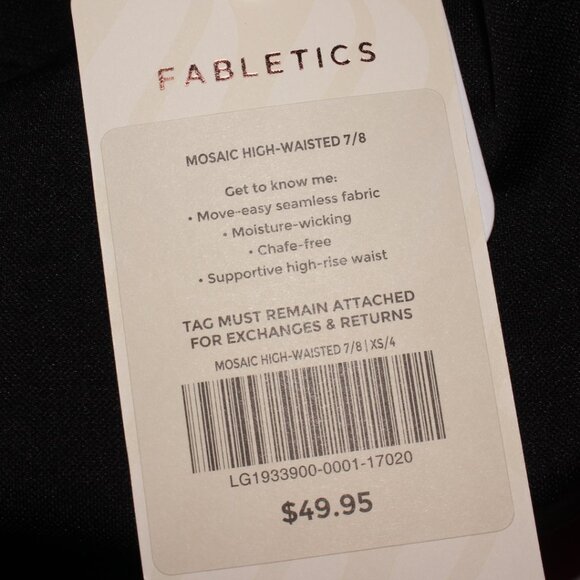 FABLETICS
MOSAIC HIGH-WAISTED 7/8
Get to know me:
• Move-easy seamless fabric
• Moisture-wicking
• Chafe-free
• Supportive high-rise waist
TAG MUST REMAIN ATTACHED
FOR EXCHANGES & RETURNS
MOSAIC HIGH-WAISTED 7/8 | XS/4
LG1933900-0001-17020
$49.95